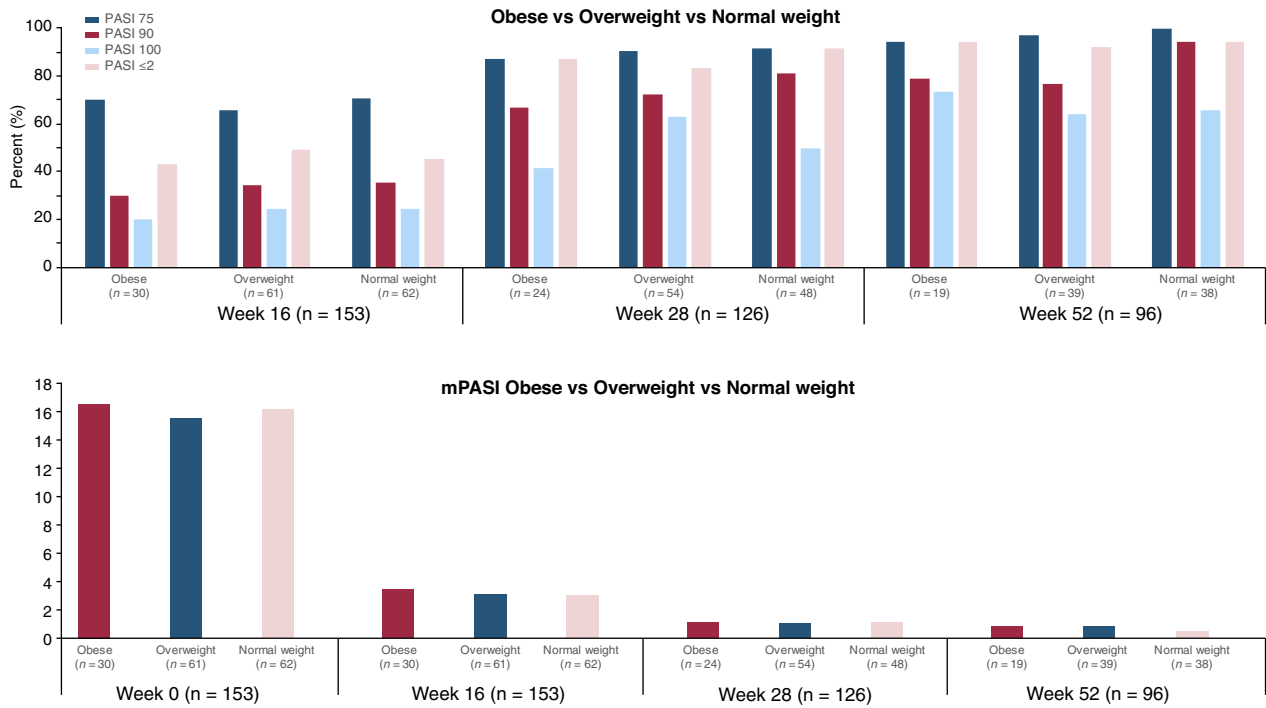 Obese vs Overweight vs Normal weight
PASI 75
PASI 90
PASI 100
PASI ≤2
Percent (%)
100
80
60
40
20
0
Obese Overweight Normal weight Obese Overweight Normal weight Obese Overweight Normal weight
(n = 30) (n = 61) (n = 62) (n = 24) (n = 54) (n = 48) (n = 19) (n = 39) (n = 38)
Week 16 (n = 153) Week 28 (n = 126) Week 52 (n = 96)
mPASI Obese vs Overweight vs Normal weight
18
16
14
12
10
8
6
4
2
0
Obese Overweight Normal weight Obese Overweight Normal weight Obese Overweight Normal weight Obese Overweight Normal weight
(n = 30) (n = 61) (n = 62) (n = 30) (n = 61) (n = 62) (n = 24) (n = 54) (n = 48) (n = 19) (n = 39) (n = 38)
Week 0 (n = 153) Week 16 (n = 153) Week 28 (n = 126) Week 52 (n = 96)